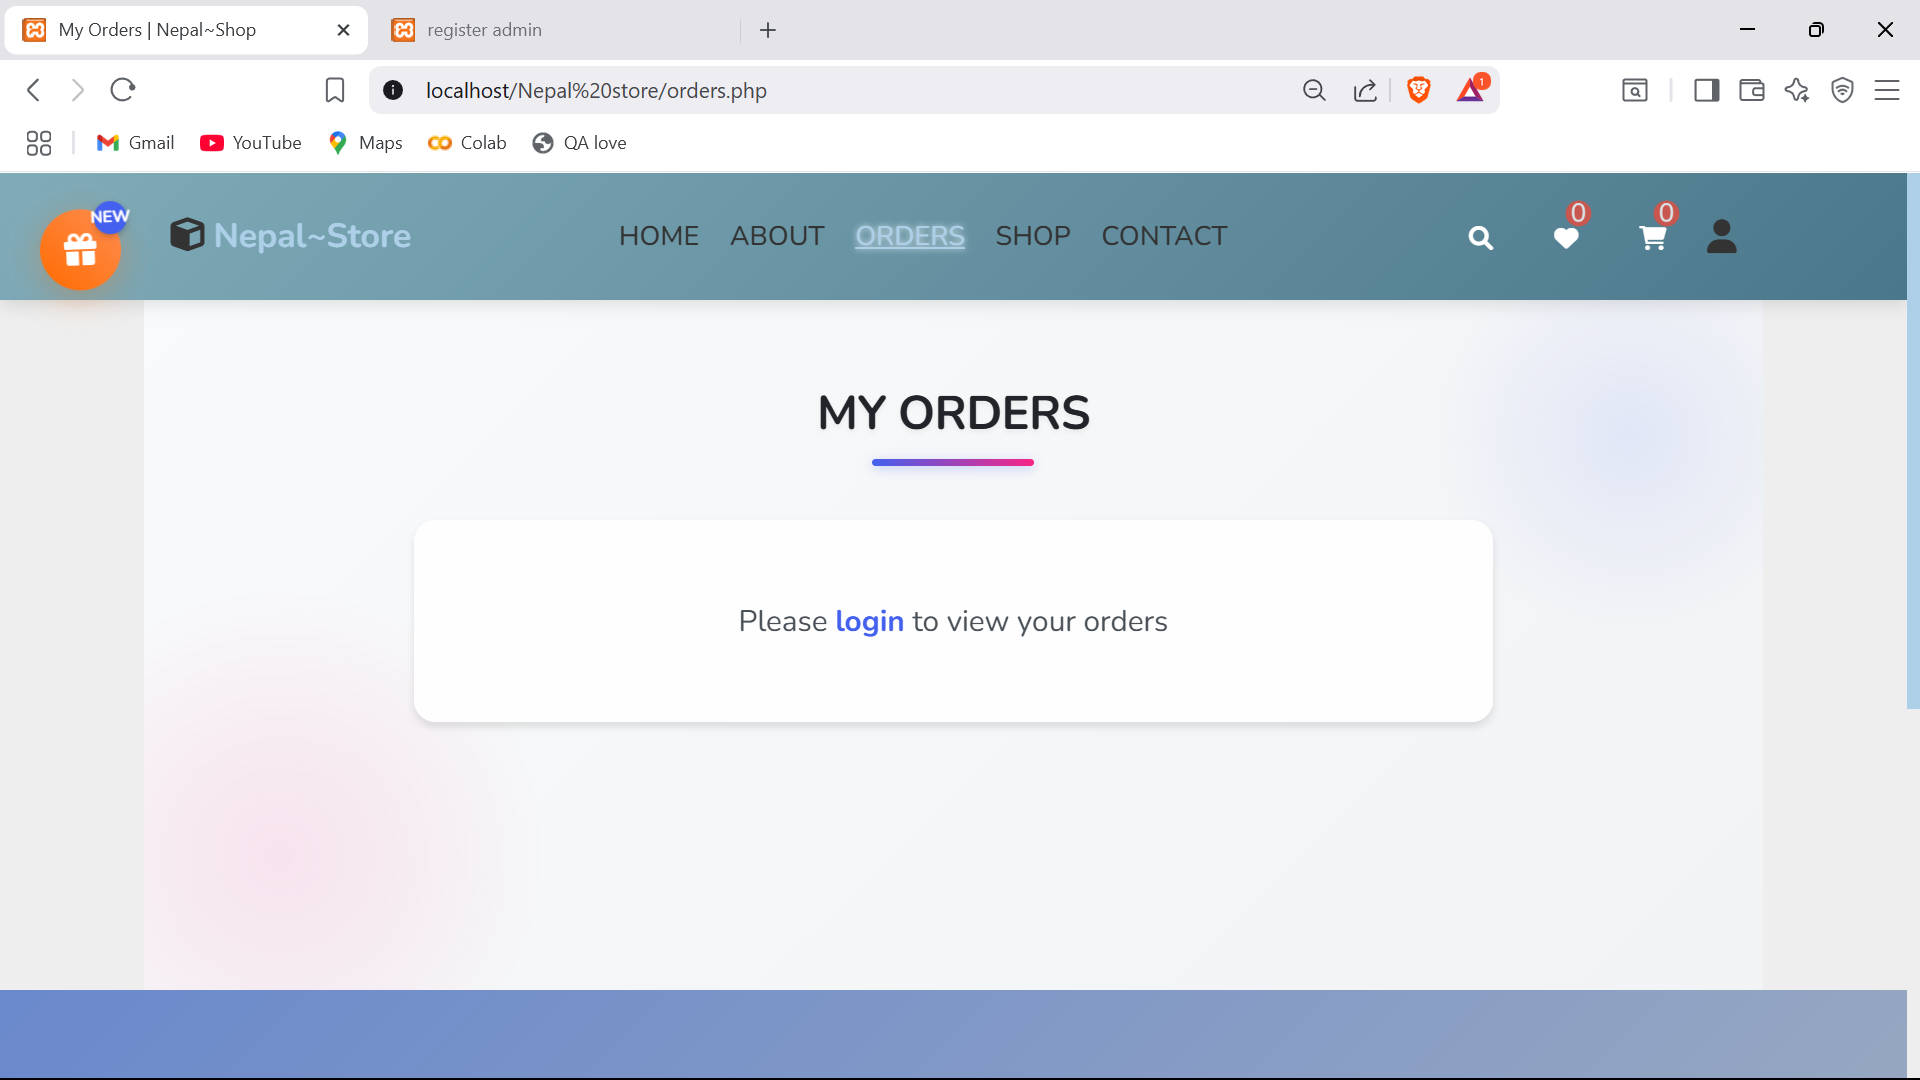 My Orders | Nepal~Shop
register admin
localhost/Nepal%20store/orders.php
1
Gmail
YouTube
Maps
Colab
QA love
NEW
Nepal~Store
HOME
ABOUT
ORDERS
SHOP
CONTACT
0
0
MY ORDERS
Please login to view your orders